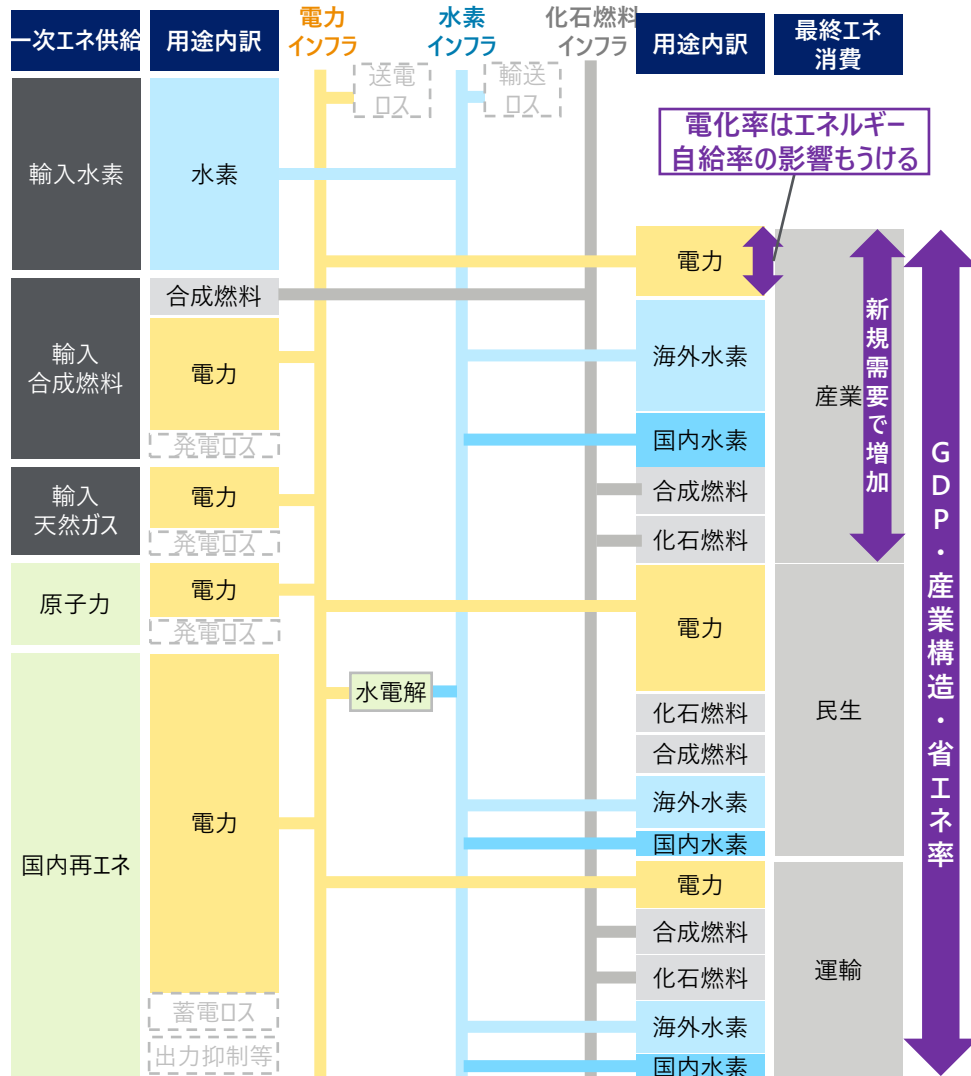 一次エネ供給
用途内訳
電力
インフラ
水素
インフラ
化石燃料
インフラ
用途内訳
最終エネ
消費
送電
ロス
輸送
ロス
電化率はエネルギー
自給率の影響もうける
輸入水素
水素
輸入
合成燃料
合成燃料
電力
発電ロス
輸入
天然ガス
電力
発電ロス
原子力
電力
発電ロス
国内再エネ
電力
蓄電ロス
出力抑制等
水電解
電力
海外水素
国内水素
合成燃料
化石燃料
産業
新規需要で増加
電力
化石燃料
合成燃料
海外水素
国内水素
民生
電力
合成燃料
化石燃料
海外水素
国内水素
運輸
GDP・産業構造・省エネ率